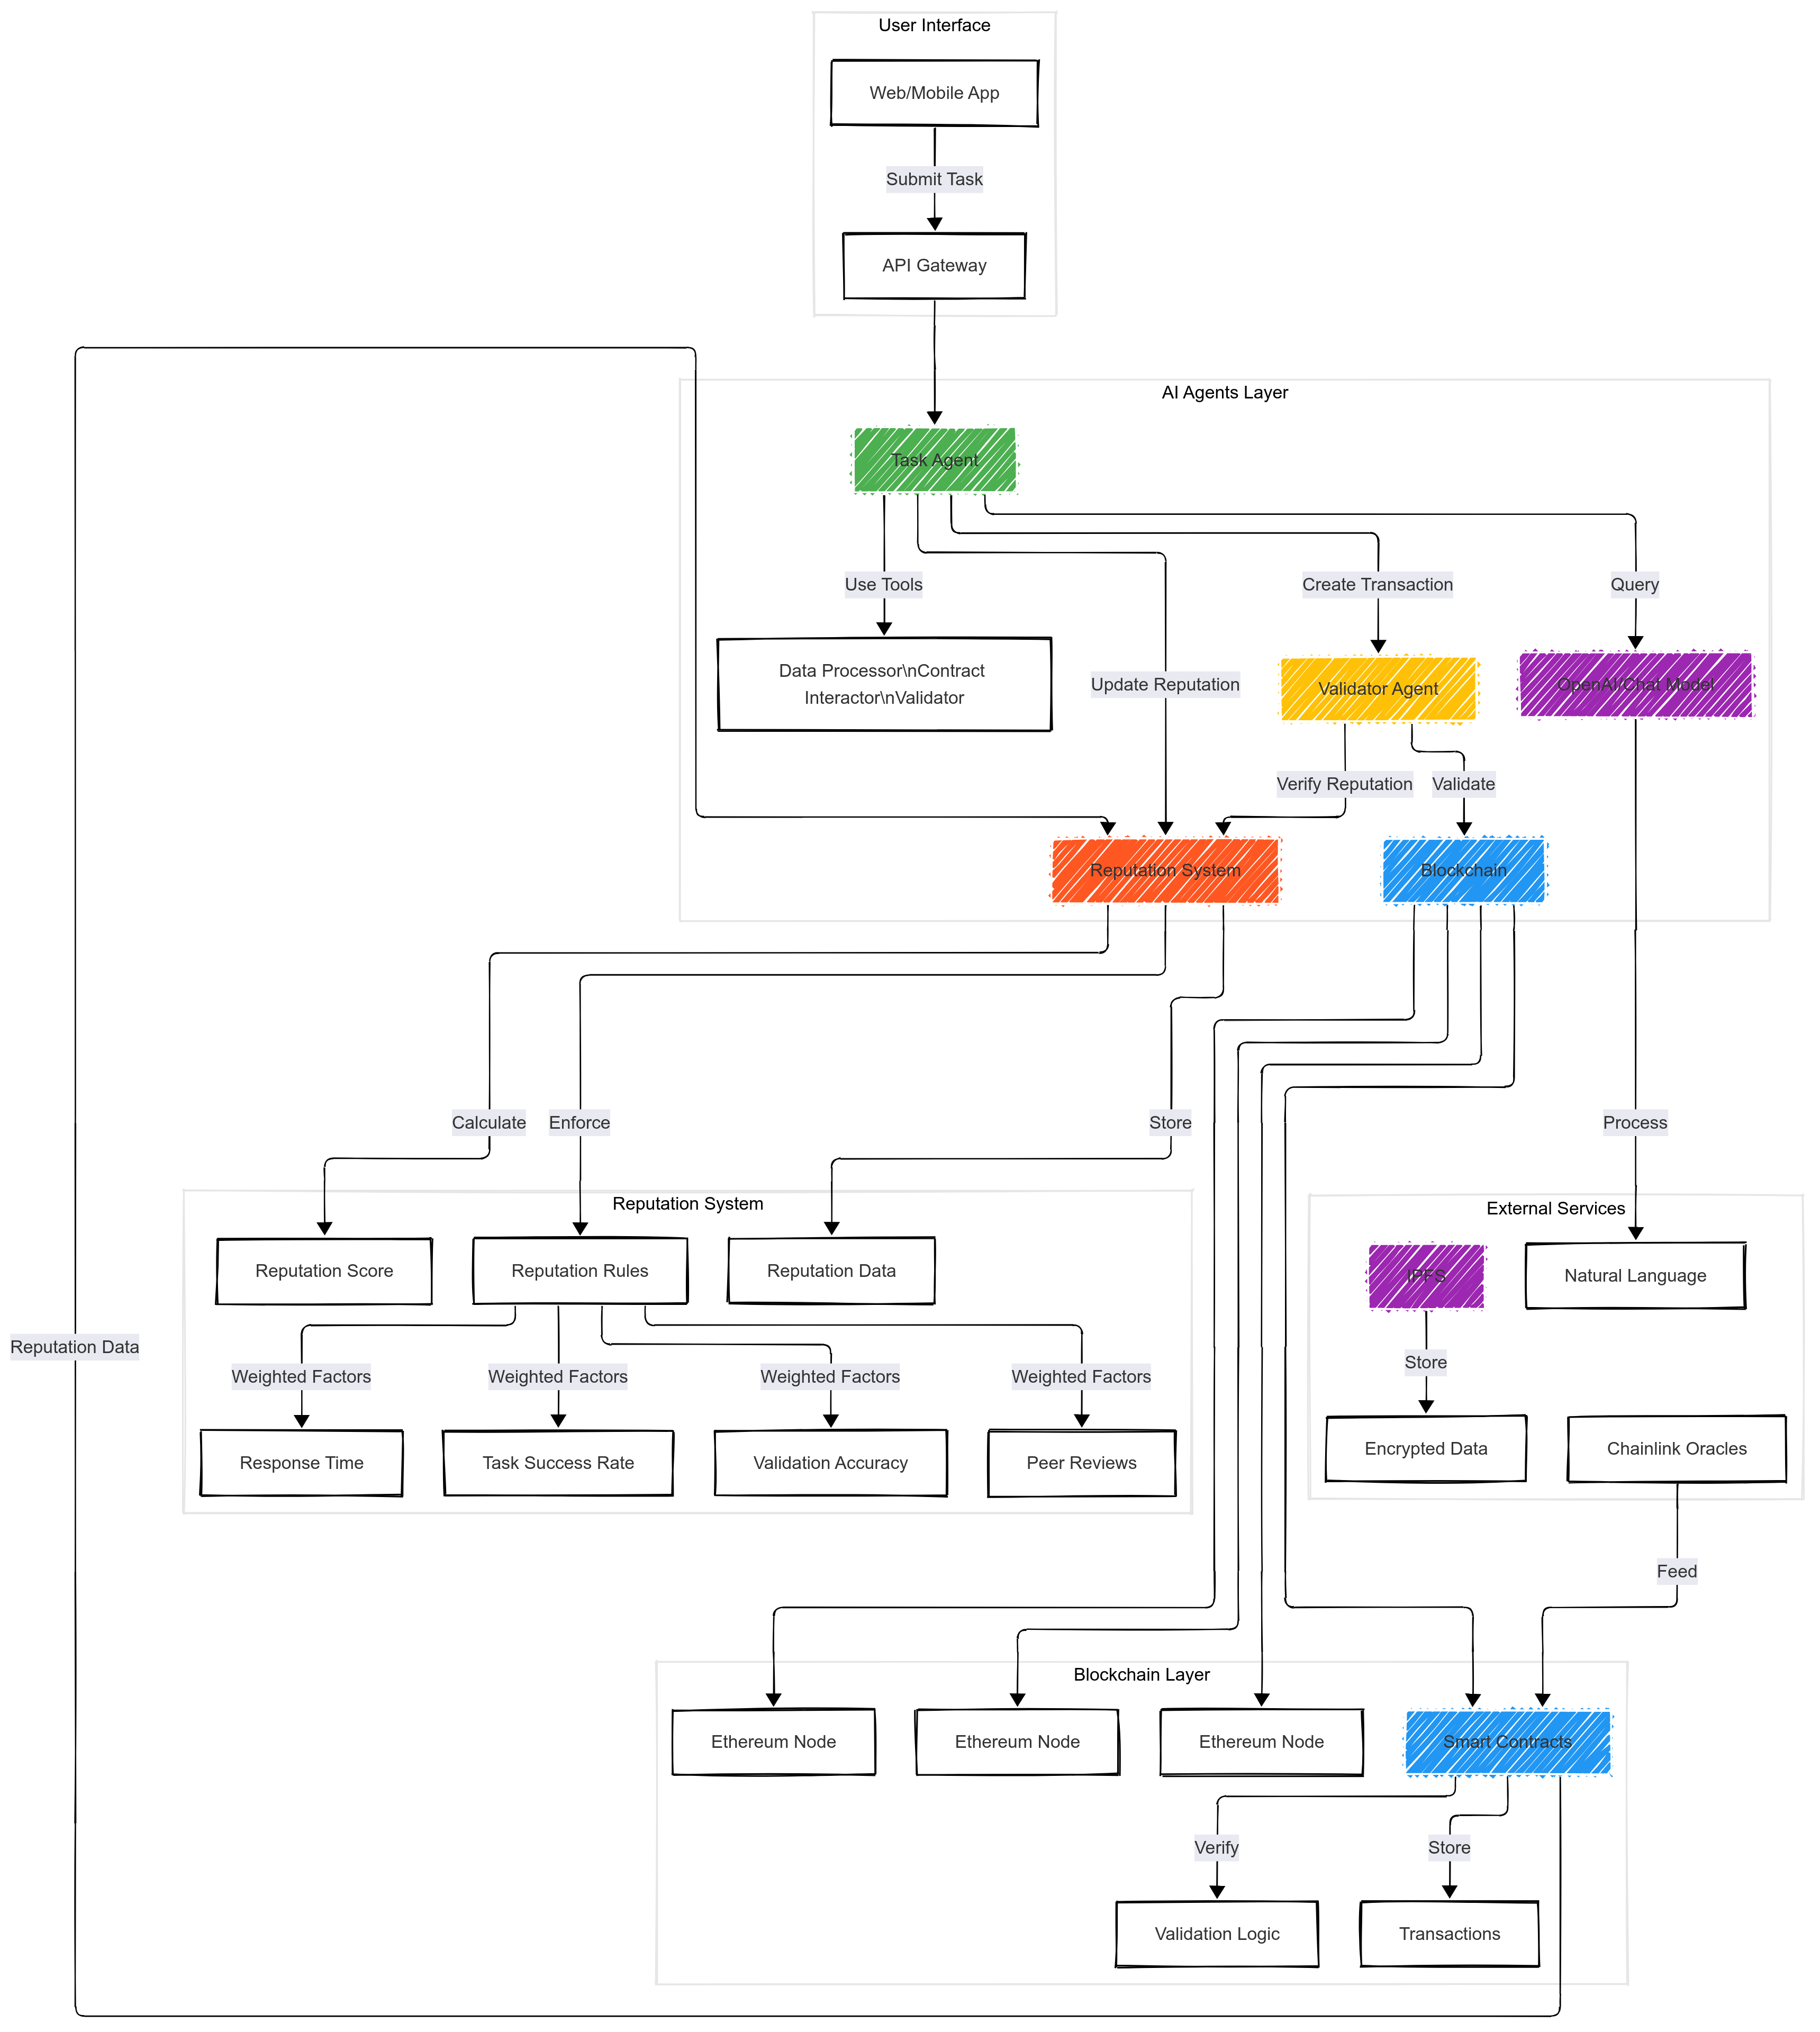 User Interface
Web/Mobile App
Submit Task
API Gateway
AI Agents Layer
Task Agent
Use Tools
Create Transaction
Query
Data Processor\nContract
Interactor\nValidator
Update Reputation
Validator Agent
OpenAI/Chat Model
Verify Reputation
Validate
Reputation System
Blockchain
Calculate
Enforce
Store
Process
Reputation System
External Services
Reputation Score
Reputation Rules
Reputation Data
IPFS
Natural Language
Reputation Data
Weighted Factors
Weighted Factors
Weighted Factors
Weighted Factors
Store
Response Time
Task Success Rate
Validation Accuracy
Peer Reviews
Encrypted Data
Chainlink Oracles
Feed
Blockchain Layer
Ethereum Node
Ethereum Node
Ethereum Node
Smart Contracts
Verify
Store
Validation Logic
Transactions